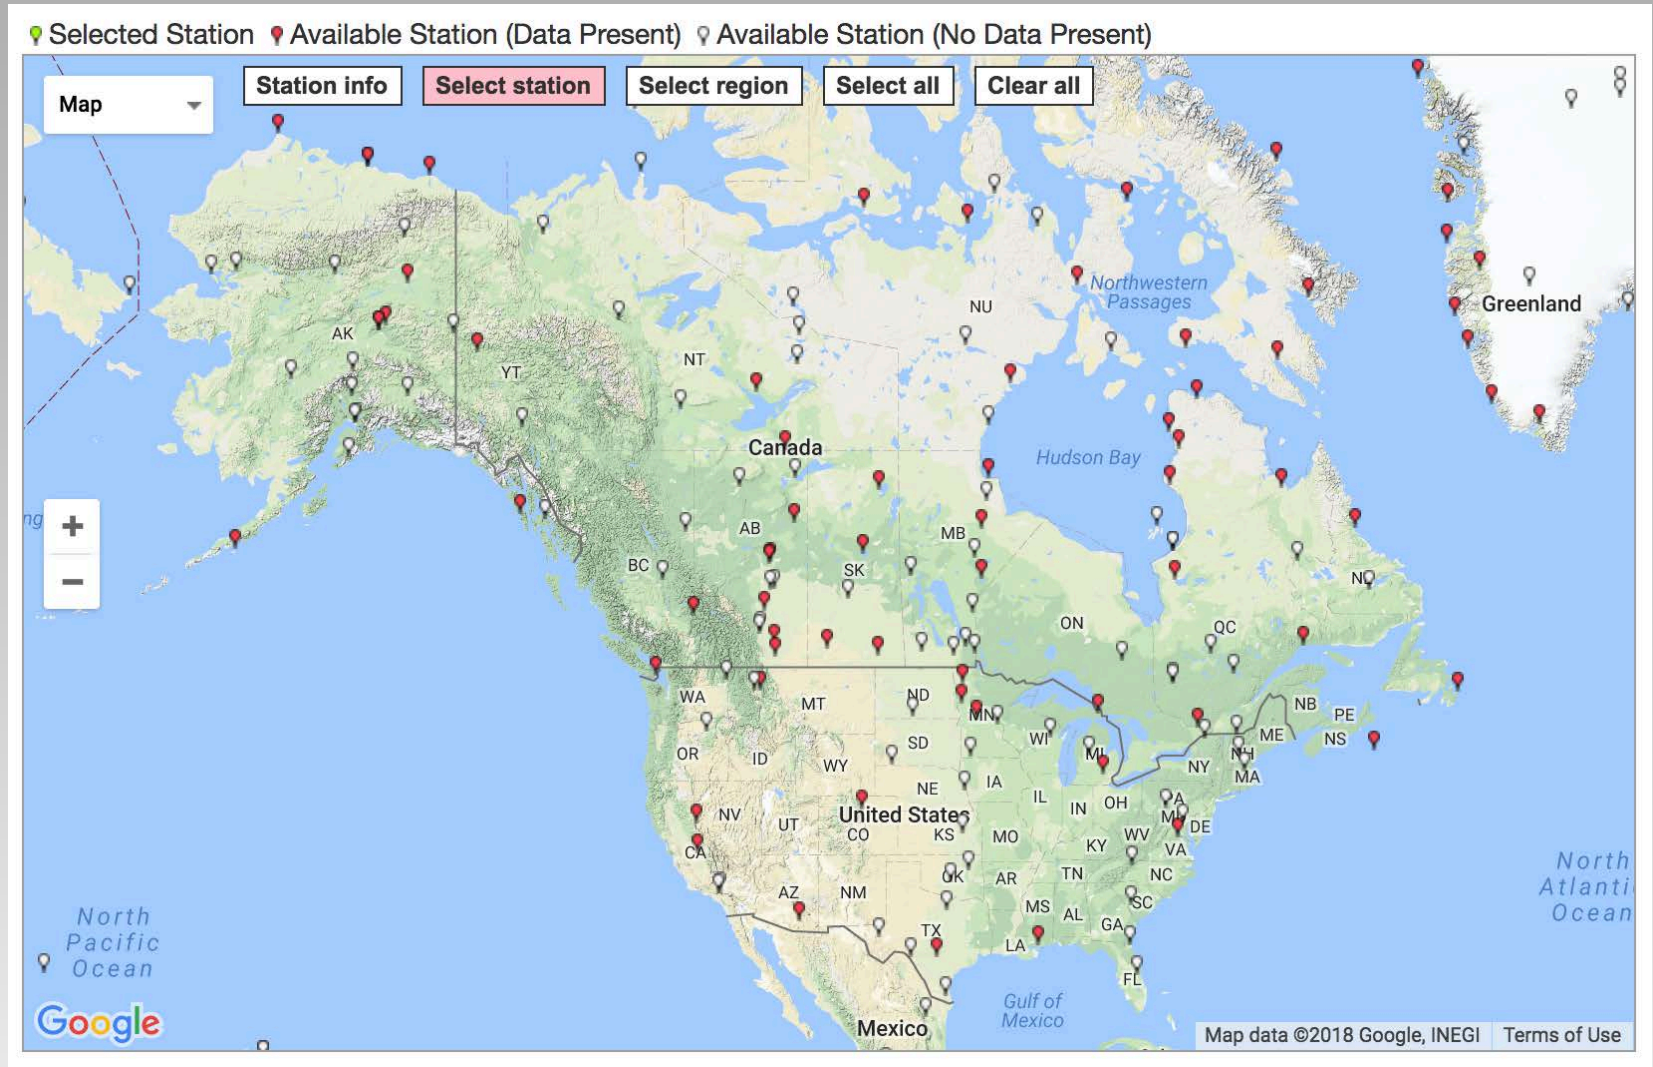 Selected Station Available Station (Data Present) Available Station (No Data Present)
Map
Station info
Select station
Select region
Select all
Clear all
Northwestern
Passages
Greenland
NU
AK
NT
YT
Canada
Hudson Bay
ng
+
−
AB
MB
BC
SK
ON
QC
WA
MT
ND
MN
NB
PE
NS
ME
OR
ID
WY
SD
WI
MI
NY
NH
MA
NE
IA
IL
IN
OH
NV
UT
United States
CO
KS
MO
KY
WV
VA
DE
CA
AZ
NM
OK
AR
TN
NC
SC
MS
AL
GA
TX
LA
FL
North
Pacific
Ocean
North
Atlanti
Ocean
Gulf of
Mexico
Mexico
Google
Map data ©2018 Google, INEGI
Terms of Use